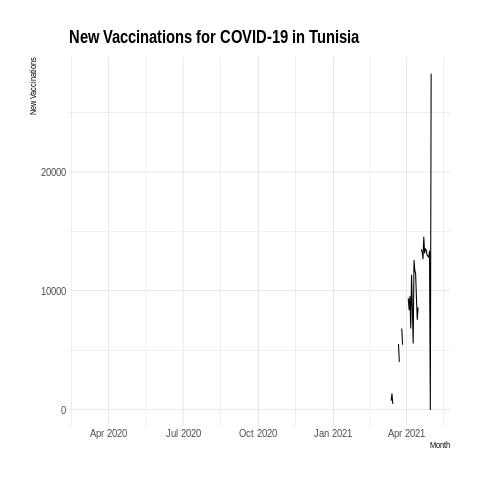 New Vaccinations for COVID-19 in Tunisia
New Vaccinations
20000
10000
0
Apr 2020
Jul 2020
Oct 2020
Jan 2021
Apr 2021
Month